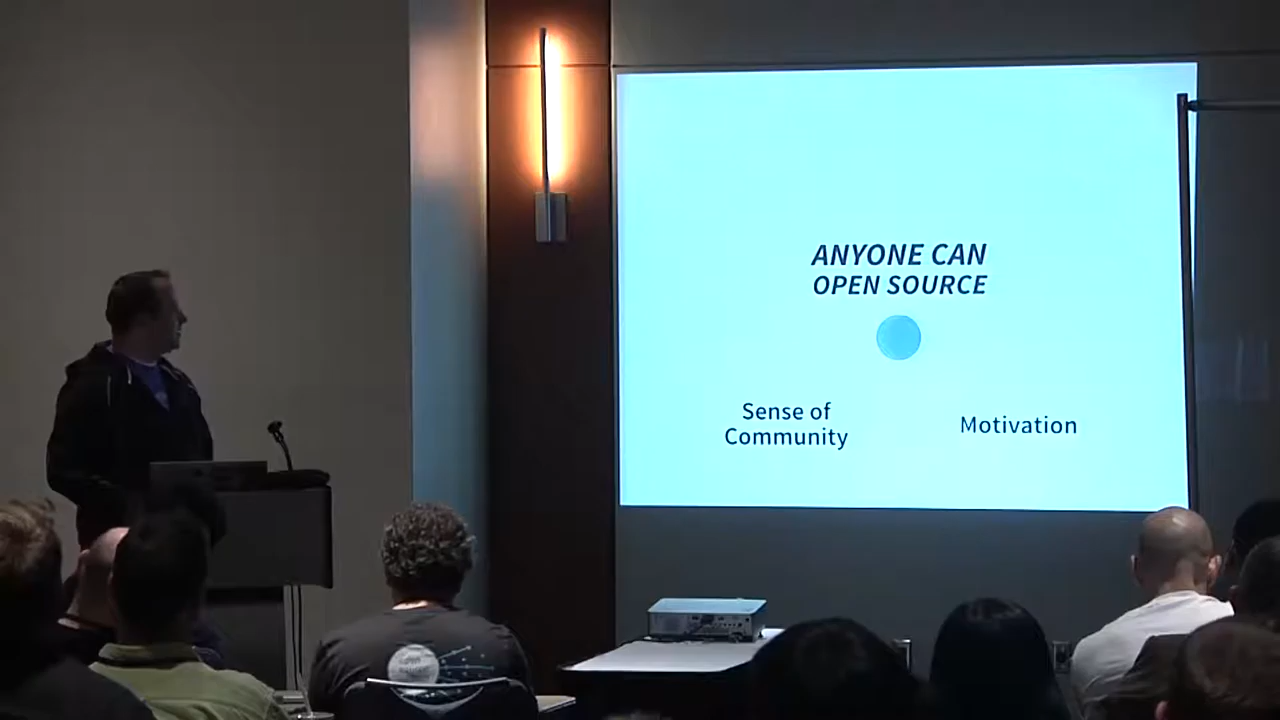 ANYONE CAN
OPEN SOURCE
Sense of
Community
Motivation